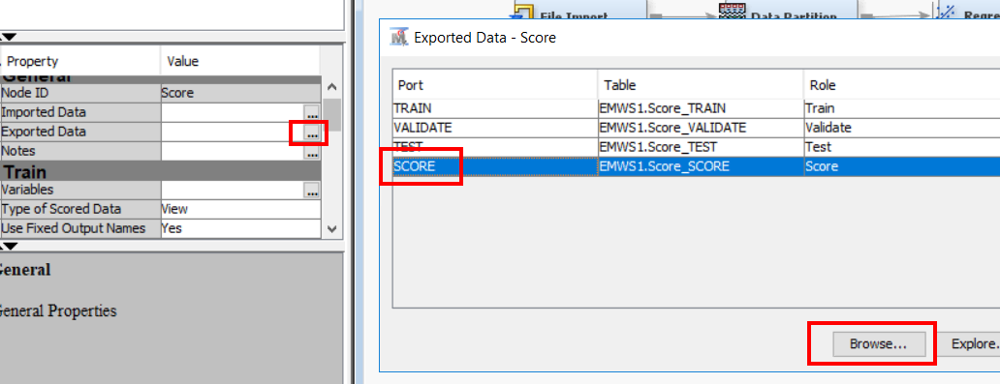 File Import
Data Partition
Regre
Exported Data - Score
Property Value
General
Node ID Score
Imported Data ...
Exported Data ...
Notes ...
Train
Variables ...
Type of Scored Data View
Use Fixed Output Names Yes
General
General Properties
Port Table Role
TRAIN EMWS1.Score_TRAIN Train
VALIDATE EMWS1.Score_VALIDATE Validate
TEST EMWS1.Score_TEST Test
SCORE EMWS1.Score_SCORE Score
Browse... Explore.